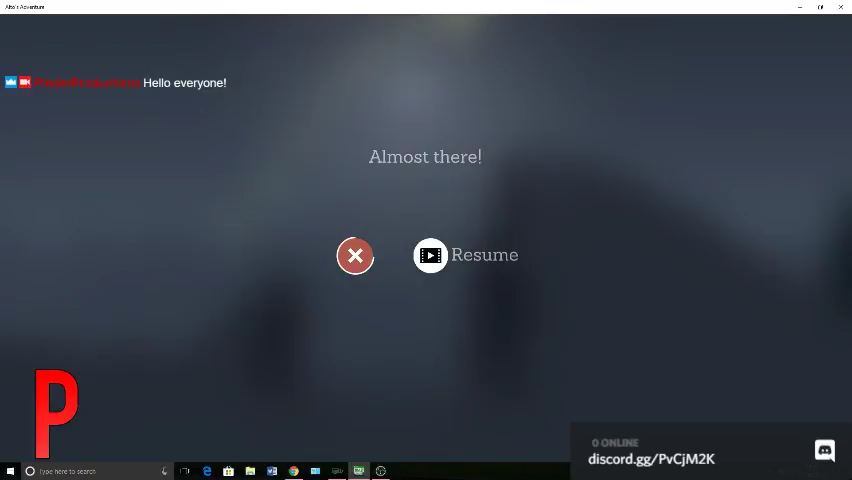 Alto's Adventure
Hello everyone!
Almost there!
Resume
P
0 ONLINE
discord.gg/PvCjM2K
Type here to search